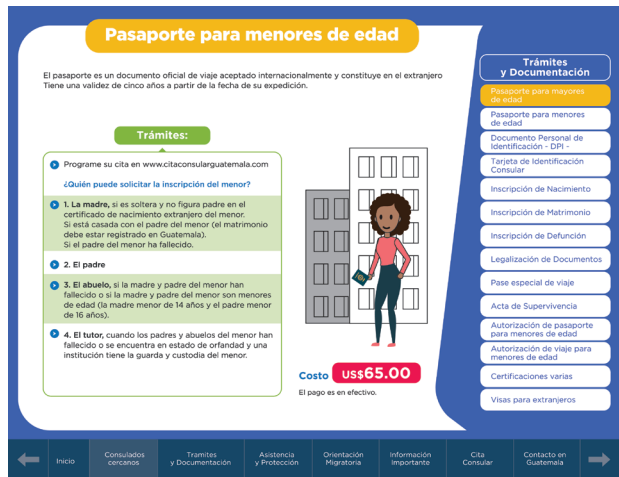 Pasaporte para menores de edad
El pasaporte es un documento oficial de viaje aceptado internacionalmente y constituye en el extranjero
Tiene una validez de cinco años a partir de la fecha de su expedición.
Trámites:
Programe su cita en www.citaconsularguatemala.com
¿Quién puede solicitar la inscripción del menor?
1. La madre, si es soltera y no figura padre en el
certificado de nacimiento extranjero del menor.
Si está casada con el padre del menor (el matrimonio
debe estar registrado en Guatemala).
Si el padre del menor ha fallecido.
2. El padre
3. El abuelo, si la madre y padre del menor han
fallecido o si la madre y padre del menor son menores
de edad (la madre menor de 14 años y el padre menor
de 16 años).
4. El tutor, cuando los padres y abuelos del menor han
fallecido o se encuentra en estado de orfandad y una
institución tiene la guarda y custodia del menor.
Costo US$65.00
El pago es en efectivo.
Trámites
y Documentación
Pasaporte para mayores
de edad
Pasaporte para menores
de edad
Documento Personal de
Identificación - DPI -
Tarjeta de Identificación
Consular
Inscripción de Nacimiento
Inscripción de Matrimonio
Inscripción de Defunción
Legalización de Documentos
Pase especial de viaje
Acta de Supervivencia
Autorización de pasaporte
para menores de edad
Autorización de viaje para
menores de edad
Certificaciones varias
Visas para extranjeros
Inicio
Consulados
cercanos
Tramites
y Documentación
Asistencia
y Protección
Orientación
Migratoria
Información
Importante
Cita
Consular
Contacto en
Guatemala